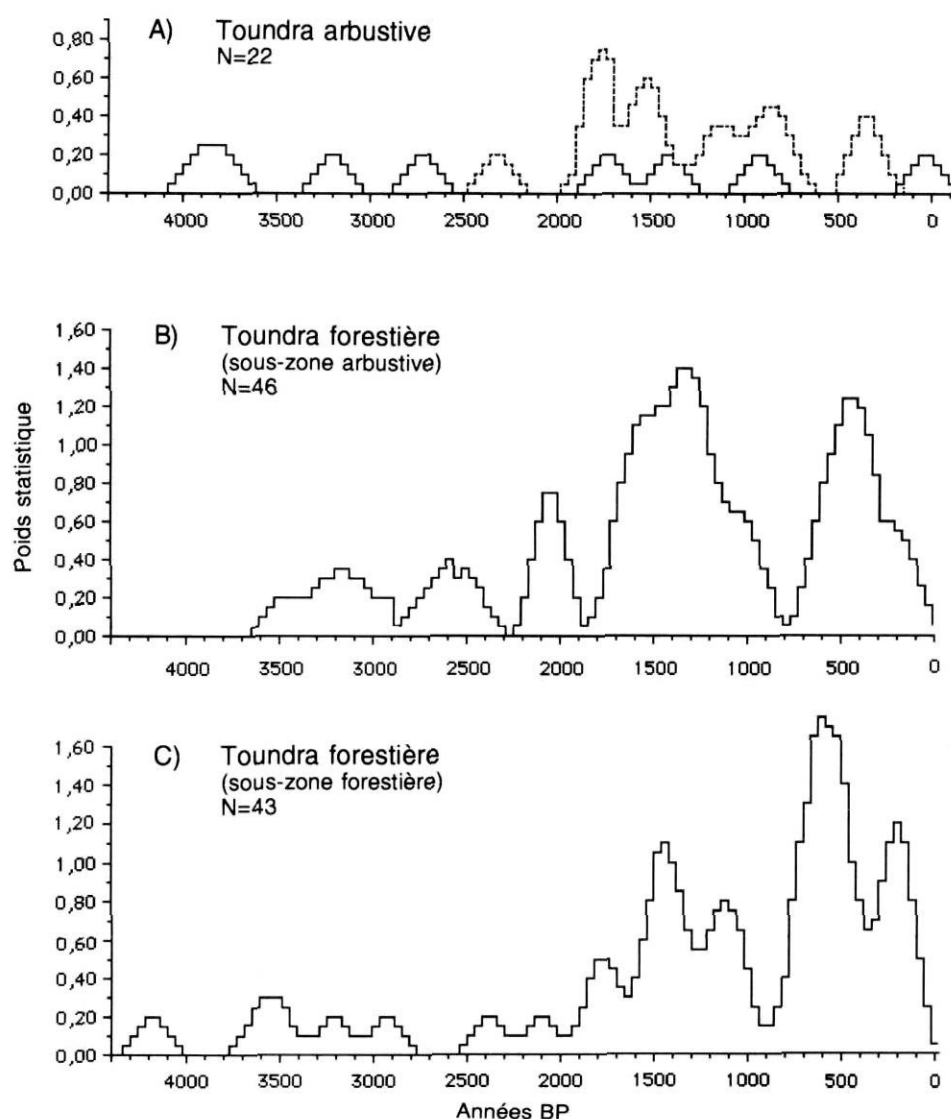 A) Toundra arbustive
N=22
0,80
0,60
0,40
0,20
0,00
4000 3500 3000 2500 2000 1500 1000 500 0
B) Toundra forestière
(sous-zone arbustive)
N=46
1,60
1,40
1,20
1,00
0,80
0,60
0,40
0,20
0,00
4000 3500 3000 2500 2000 1500 1000 500 0
Poids statistique
C) Toundra forestière
(sous-zone forestière)
N=43
1,60
1,40
1,20
1,00
0,80
0,60
0,40
0,20
0,00
4000 3500 3000 2500 2000 1500 1000 500 0
Années BP